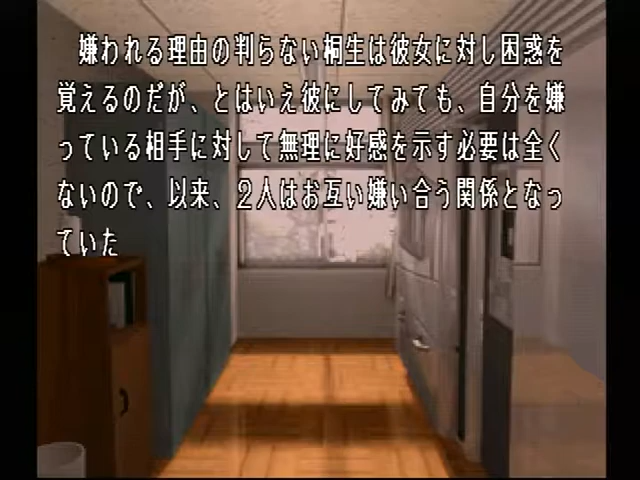 嫌われる理由の判らない桐生は彼女に対し困惑を
覚えるのだが、とはいえ彼にしてみても、自分を嫌
っている相手に対して無理に好感を示す必要は全く
ないので、以来、２人はお互い嫌い合う関係となっ
ていた